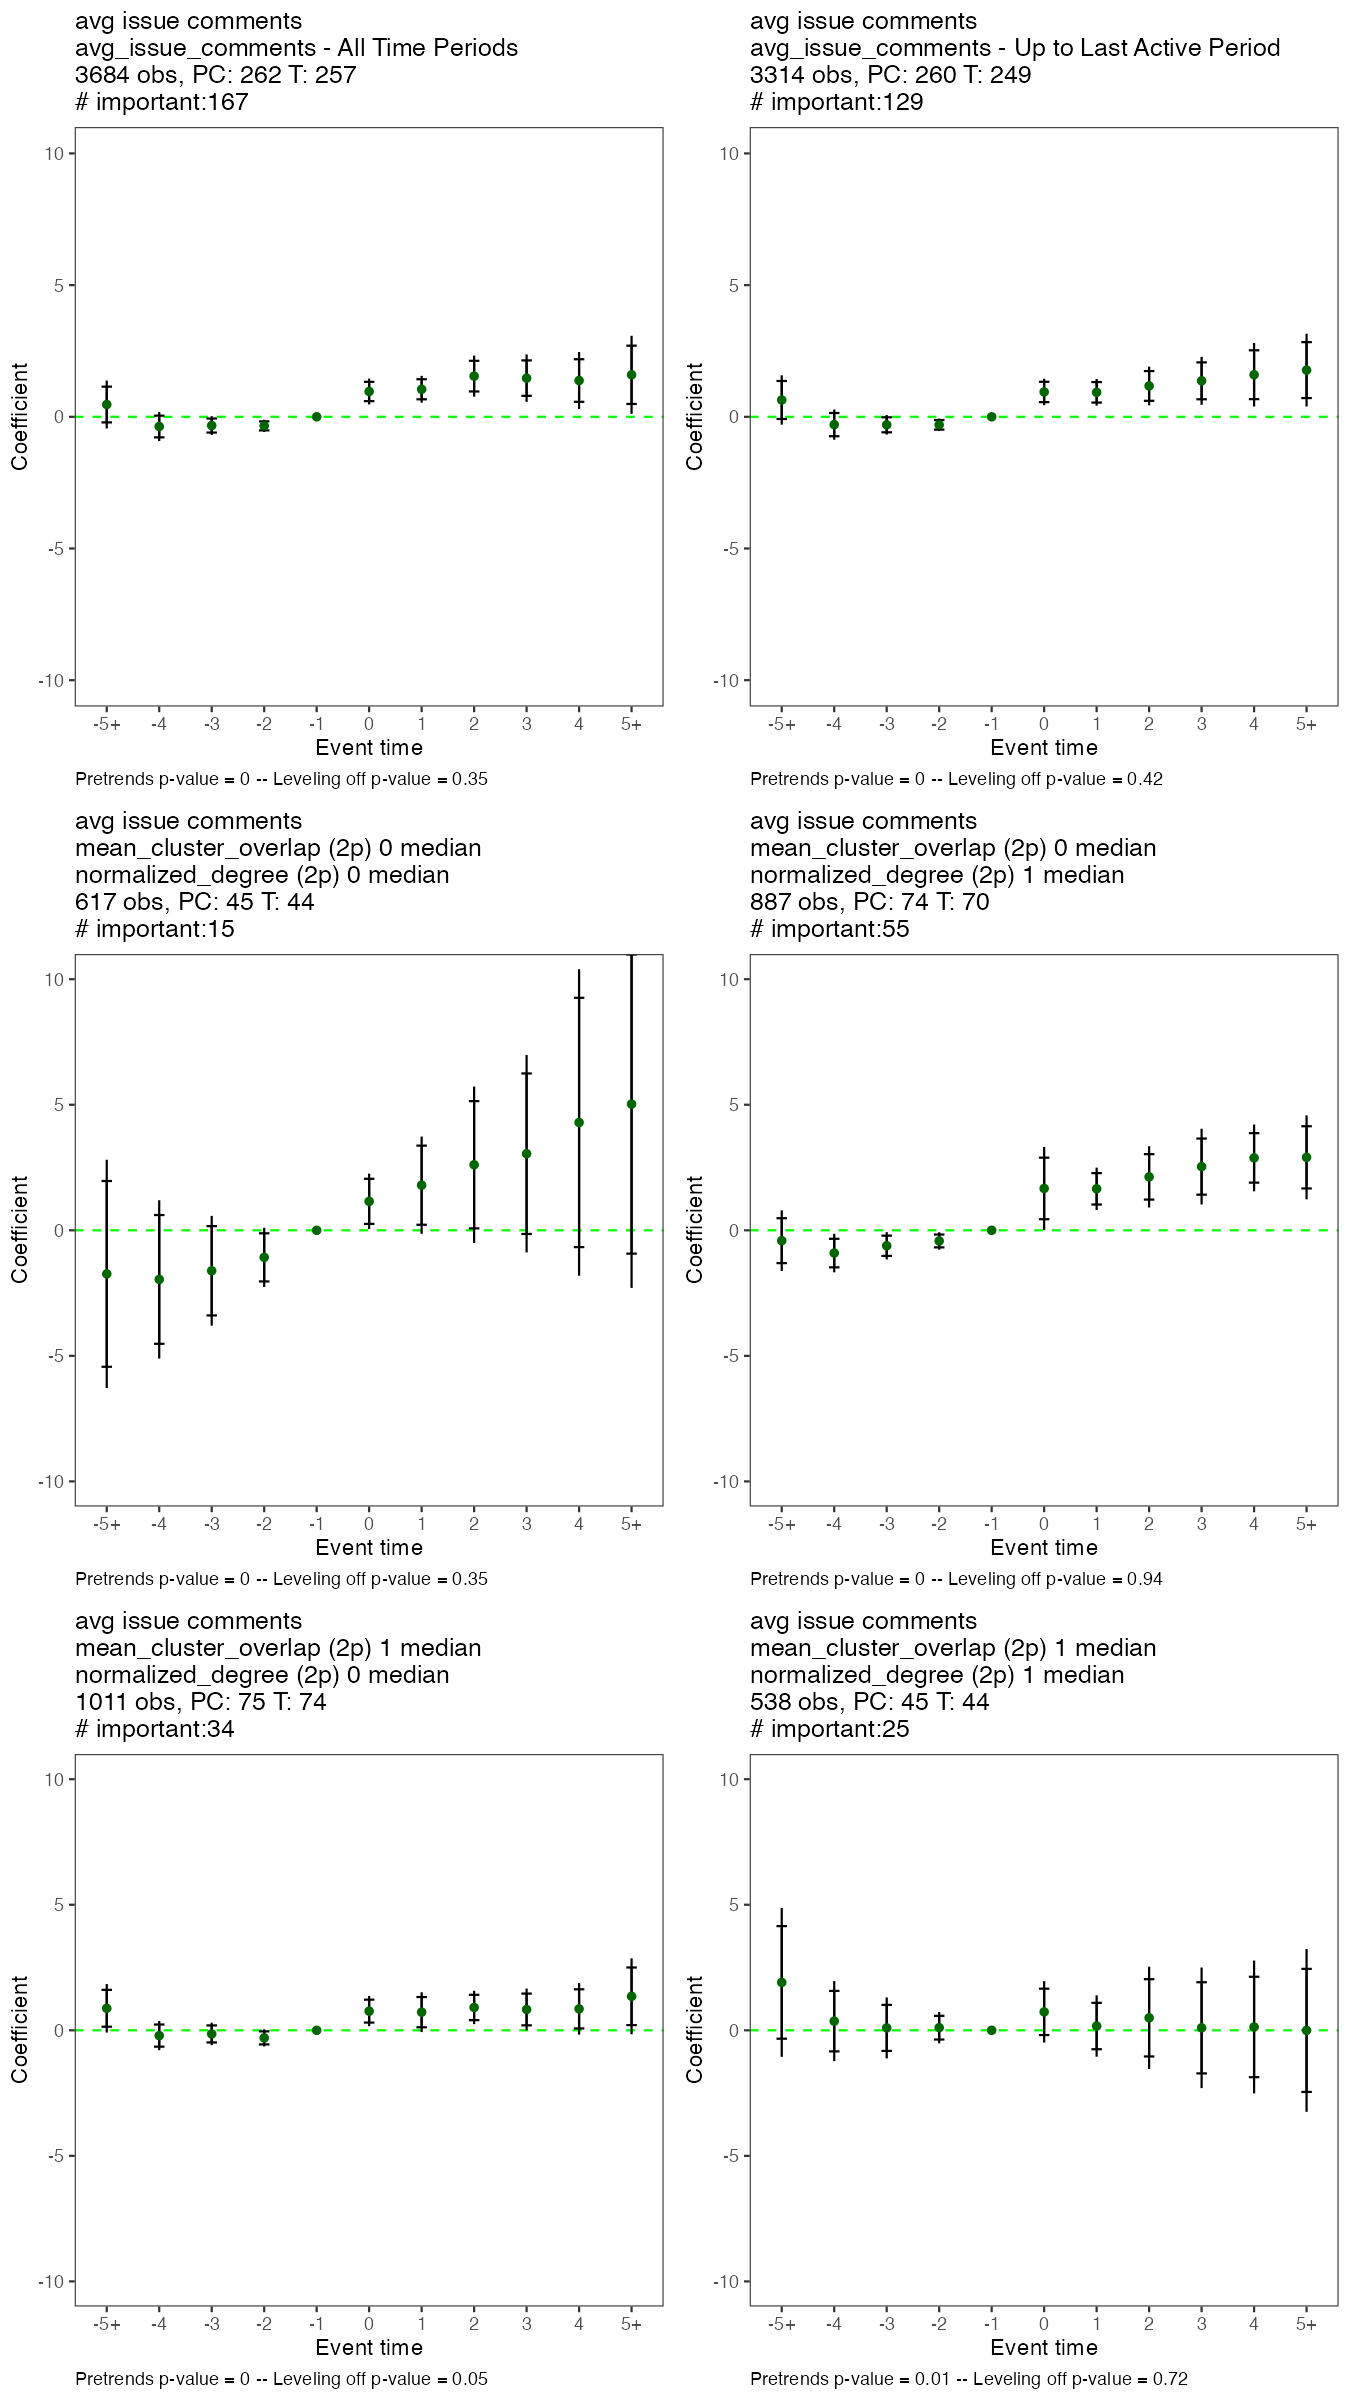 avg issue comments
avg_issue_comments - All Time Periods
3684 obs, PC: 262 T: 257
# important:167
10
5
0
-5
-10
Coefficient
-5+ -4 -3 -2 -1 0 1 2 3 4 5+
Event time
Pretrends p-value = 0 -- Leveling off p-value = 0.35
avg issue comments
avg_issue_comments - Up to Last Active Period
3314 obs, PC: 260 T: 249
# important:129
10
5
0
-5
-10
Coefficient
-5+ -4 -3 -2 -1 0 1 2 3 4 5+
Event time
Pretrends p-value = 0 -- Leveling off p-value = 0.42
avg issue comments
mean_cluster_overlap (2p) 0 median
normalized_degree (2p) 0 median
617 obs, PC: 45 T: 44
# important:15
10
5
0
-5
-10
Coefficient
-5+ -4 -3 -2 -1 0 1 2 3 4 5+
Event time
Pretrends p-value = 0 -- Leveling off p-value = 0.35
avg issue comments
mean_cluster_overlap (2p) 0 median
normalized_degree (2p) 1 median
887 obs, PC: 74 T: 70
# important:55
10
5
0
-5
-10
Coefficient
-5+ -4 -3 -2 -1 0 1 2 3 4 5+
Event time
Pretrends p-value = 0 -- Leveling off p-value = 0.94
avg issue comments
mean_cluster_overlap (2p) 1 median
normalized_degree (2p) 0 median
1011 obs, PC: 75 T: 74
# important:34
10
5
0
-5
-10
Coefficient
-5+ -4 -3 -2 -1 0 1 2 3 4 5+
Event time
Pretrends p-value = 0 -- Leveling off p-value = 0.05
avg issue comments
mean_cluster_overlap (2p) 1 median
normalized_degree (2p) 1 median
538 obs, PC: 45 T: 44
# important:25
10
5
0
-5
-10
Coefficient
-5+ -4 -3 -2 -1 0 1 2 3 4 5+
Event time
Pretrends p-value = 0.01 -- Leveling off p-value = 0.72